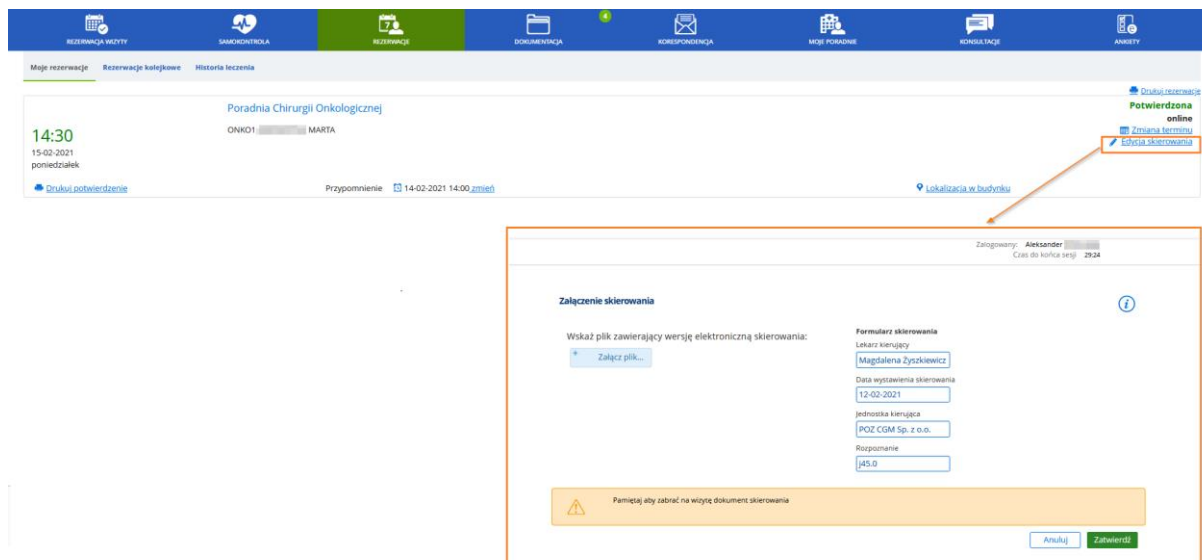 REZERWACJA WIZYTY
SAMOKONTROLA
7
REZERWACJE
DOKUMENTACJA
4
KORESPONDENCJA
MOJE PORADNIE
KONSULTACJE
ANKIETY
Moje rezerwacje Rezerwacje kolejkowe Historia leczenia
Drukuj rezerwacje
Poradnia Chirurgii Onkologicznej
Potwierdzona
online
ONKO1 MARTA
14:30
Zmiana terminu
15-02-2021
Edycja skierowania
poniedziałek
Drukuj potwierdzenie Przypomnienie 14-02-2021 14:00 zmień Lokalizacja w budynku
Zalogowany: Aleksander
Czas do końca sesji 29:24
Załączenie skierowania
i
Wskaż plik zawierający wersję elektroniczną skierowania:
+ Załącz plik...
Formularz skierowania
Lekarz kierujący
Magdalena Żyszkiewicz
Data wystawienia skierowania
12-02-2021
Jednostka kierująca
POZ CGM Sp. z o.o.
Rozpoznanie
j45.0
Pamiętaj aby zabrać na wizytę dokument skierowania
Anuluj Zatwierdź